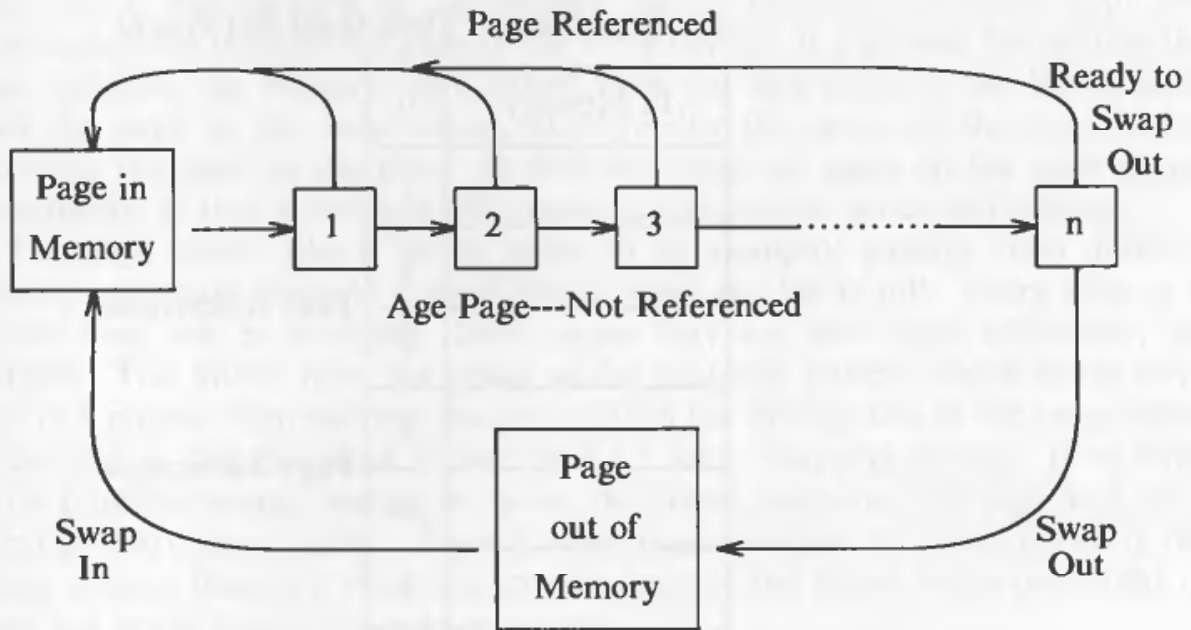 Page Referenced
Ready to
Swap
Out
Page in
Memory
1
2
3
n
Age Page---Not Referenced
Page
out of
Memory
Swap
In
Swap
Out